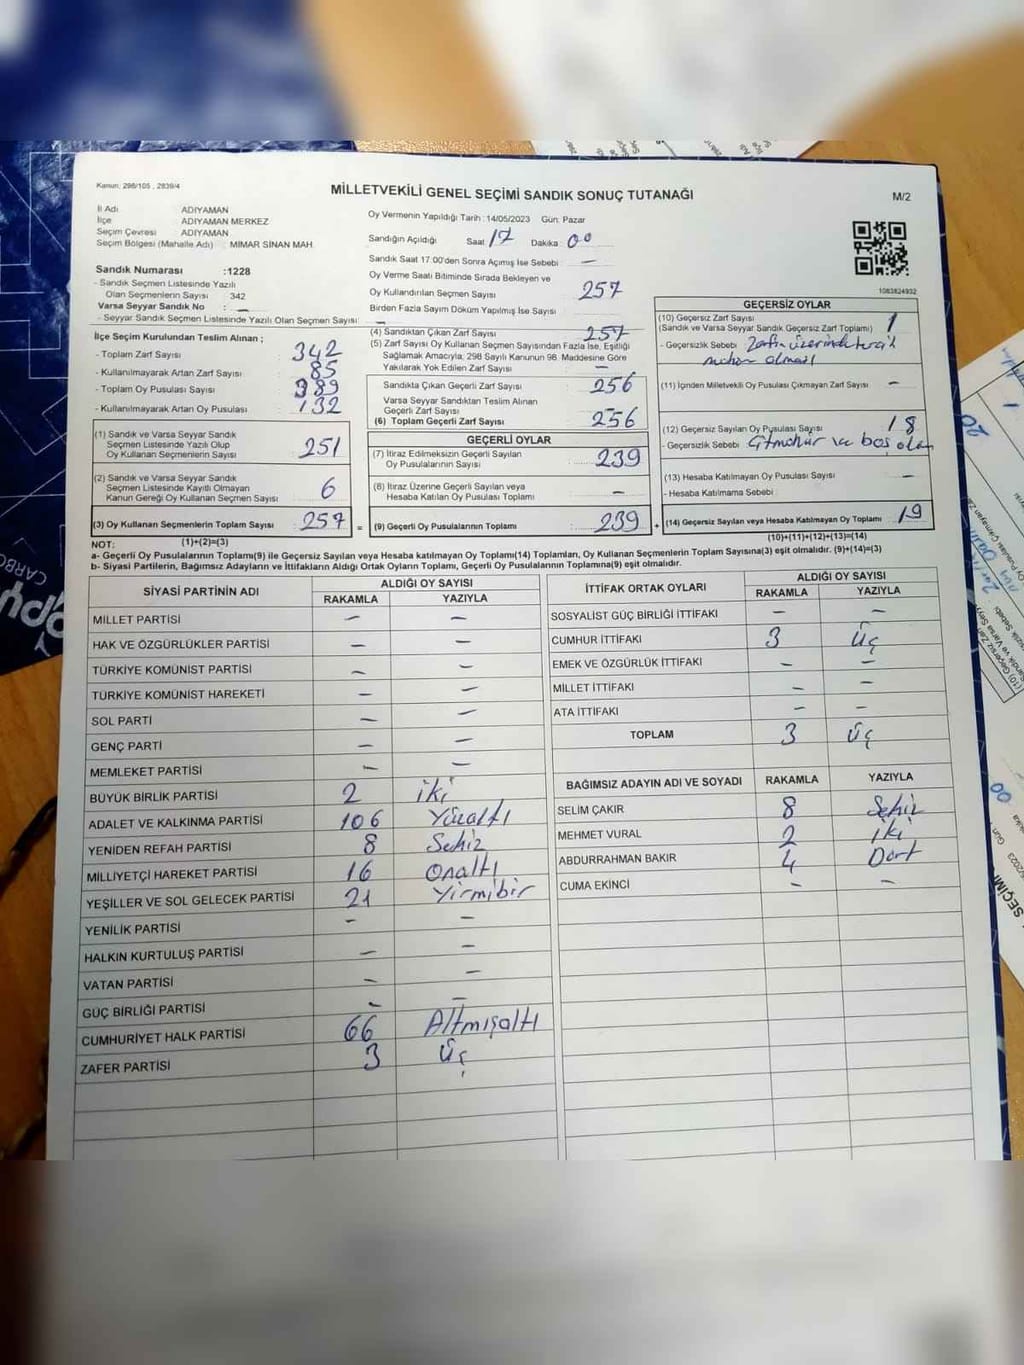 Kanun: 298/105 , 2839/4
MİLLETVEKİLİ GENEL SEÇİMİ SANDIK SONUÇ TUTANAĞI
M/2
İl Adı ADIYAMAN
İlçe ADIYAMAN MERKEZ
Seçim Çevresi ADIYAMAN
Seçim Bölgesi (Mahalle Adı) : MİMAR SİNAN MAH.
Oy Vermenin Yapıldığı Tarih : 14/05/2023 Gün: Pazar
Sandığın Açıldığı Saat 17 Dakika 00
Sandık Saat 17:00'den Sonra Açımış İse Sebebi : —
Oy Verme Saati Bitiminde Sırada Bekleyen ve
Oy Kullandırılan Seçmen Sayısı 257
Birden Fazla Sayım Döküm Yapılmış İse Sayısı
Sandık Numarası :1228
- Sandık Seçmen Listesinde Yazılı
Olan Seçmenlerin Sayısı : 342
Varsa Seyyar Sandık No : —
- Seyyar Sandık Seçmen Listesinde Yazılı Olan Seçmen Sayısı: —
İlçe Seçim Kurulundan Teslim Alınan ;
- Toplam Zarf Sayısı 342
- Kullanılmayarak Artan Zarf Sayısı 85
- Toplam Oy Pusulası Sayısı 389
- Kullanılmayarak Artan Oy Pusulası 132
(1) Sandık ve Varsa Seyyar Sandık
Seçmen Listesinde Yazılı Olup
Oy Kullanan Seçmenlerin Sayısı 251
(2) Sandık ve Varsa Seyyar Sandık
Seçmen Listesinde Kayıtlı Olmayan
Kanun Gereği Oy Kullanan Seçmen Sayısı 6
(3) Oy Kullanan Seçmenlerin Toplam Sayısı 257 =
(1)+(2)=(3)
(4) Sandıktan Çıkan Zarf Sayısı 257
(5) Zarf Sayısı Oy Kullanan Seçmen Sayısından Fazla İse, Eşitliği
Sağlamak Amacıyla, 298 Sayılı Kanunun 98. Maddesine Göre
Yakılarak Yok Edilen Zarf Sayısı —
Sandıkta Çıkan Geçerli Zarf Sayısı 256
Varsa Seyyar Sandıktan Teslim Alınan
Geçerli Zarf Sayısı
(6) Toplam Geçerli Zarf Sayısı 256
GEÇERLİ OYLAR
(7) İtiraz Edilmeksizin Geçerli Sayılan
Oy Pusulalarının Sayısı 239
(8) İtiraz Üzerine Geçerli Sayılan veya
Hesaba Katılan Oy Pusulası Toplamı —
(9) Geçerli Oy Pusulalarının Toplamı 239 +
1083824932
GEÇERSİZ OYLAR
(10) Geçersiz Zarf Sayısı
(Sandık ve Varsa Seyyar Sandık Geçersiz Zarf Toplamı) 1
- Geçersizlik Sebebi Zarfın üzerinde tercih
mührü olması
(11) İçinden Milletvekili Oy Pusulası Çıkmayan Zarf Sayısı —
(12) Geçersiz Sayılan Oy Pusulası Sayısı 18
- Geçersizlik Sebebi ve boş olan
(13) Hesaba Katılmayan Oy Pusulası Sayısı —
- Hesaba Katılmama Sebebi :
(14) Geçersiz Sayılan veya Hesaba Katılmayan Oy Toplamı 19
(10)+(11)+(12)+(13)=(14)
NOT:
a- Geçerli Oy Pusulalarının Toplamı(9) ile Geçersiz Sayılan veya Hesaba katılmayan Oy Toplamı(14) Toplamları, Oy Kullanan Seçmenlerin Toplam Sayısına(3) eşit olmalıdır. (9)+(14)=(3)
b- Siyasi Partilerin, Bağımsız Adayların ve İttifakların Aldığı Ortak Oyların Toplamı, Geçerli Oy Pusulalarının Toplamına(9) eşit olmalıdır.
SİYASİ PARTİNİN ADI ALDIĞI OY SAYISI
RAKAMLA YAZIYLA
MİLLET PARTİSİ — —
HAK VE ÖZGÜRLÜKLER PARTİSİ — —
TÜRKİYE KOMÜNİST PARTİSİ — —
TÜRKİYE KOMÜNİST HAREKETİ — —
SOL PARTİ — —
GENÇ PARTİ — —
MEMLEKET PARTİSİ — —
BÜYÜK BİRLİK PARTİSİ 2 iki
ADALET VE KALKINMA PARTİSİ 106 Yüzaltı
YENİDEN REFAH PARTİSİ 8 Sekiz
MİLLİYETÇİ HAREKET PARTİSİ 16 Onaltı
YEŞİLLER VE SOL GELECEK PARTİSİ 21 Yirmibir
YENİLİK PARTİSİ — —
HALKIN KURTULUŞ PARTİSİ — —
VATAN PARTİSİ — —
GÜÇ BİRLİĞİ PARTİSİ — —
CUMHURİYET HALK PARTİSİ 66 Altmışaltı
ZAFER PARTİSİ 3 Üç
İTTİFAK ORTAK OYLARI ALDIĞI OY SAYISI
RAKAMLA YAZIYLA
SOSYALİST GÜÇ BİRLİĞİ İTTİFAKI — —
CUMHUR İTTİFAKI 3 Üç
EMEK VE ÖZGÜRLÜK İTTİFAKI — —
MİLLET İTTİFAKI — —
ATA İTTİFAKI — —
TOPLAM 3 Üç
BAĞIMSIZ ADAYIN ADI VE SOYADI RAKAMLA YAZIYLA
SELİM ÇAKIR 8 Sekiz
MEHMET VURAL 2 İki
ABDURRAHMAN BAKIR 4 Dört
CUMA EKİNCİ — —